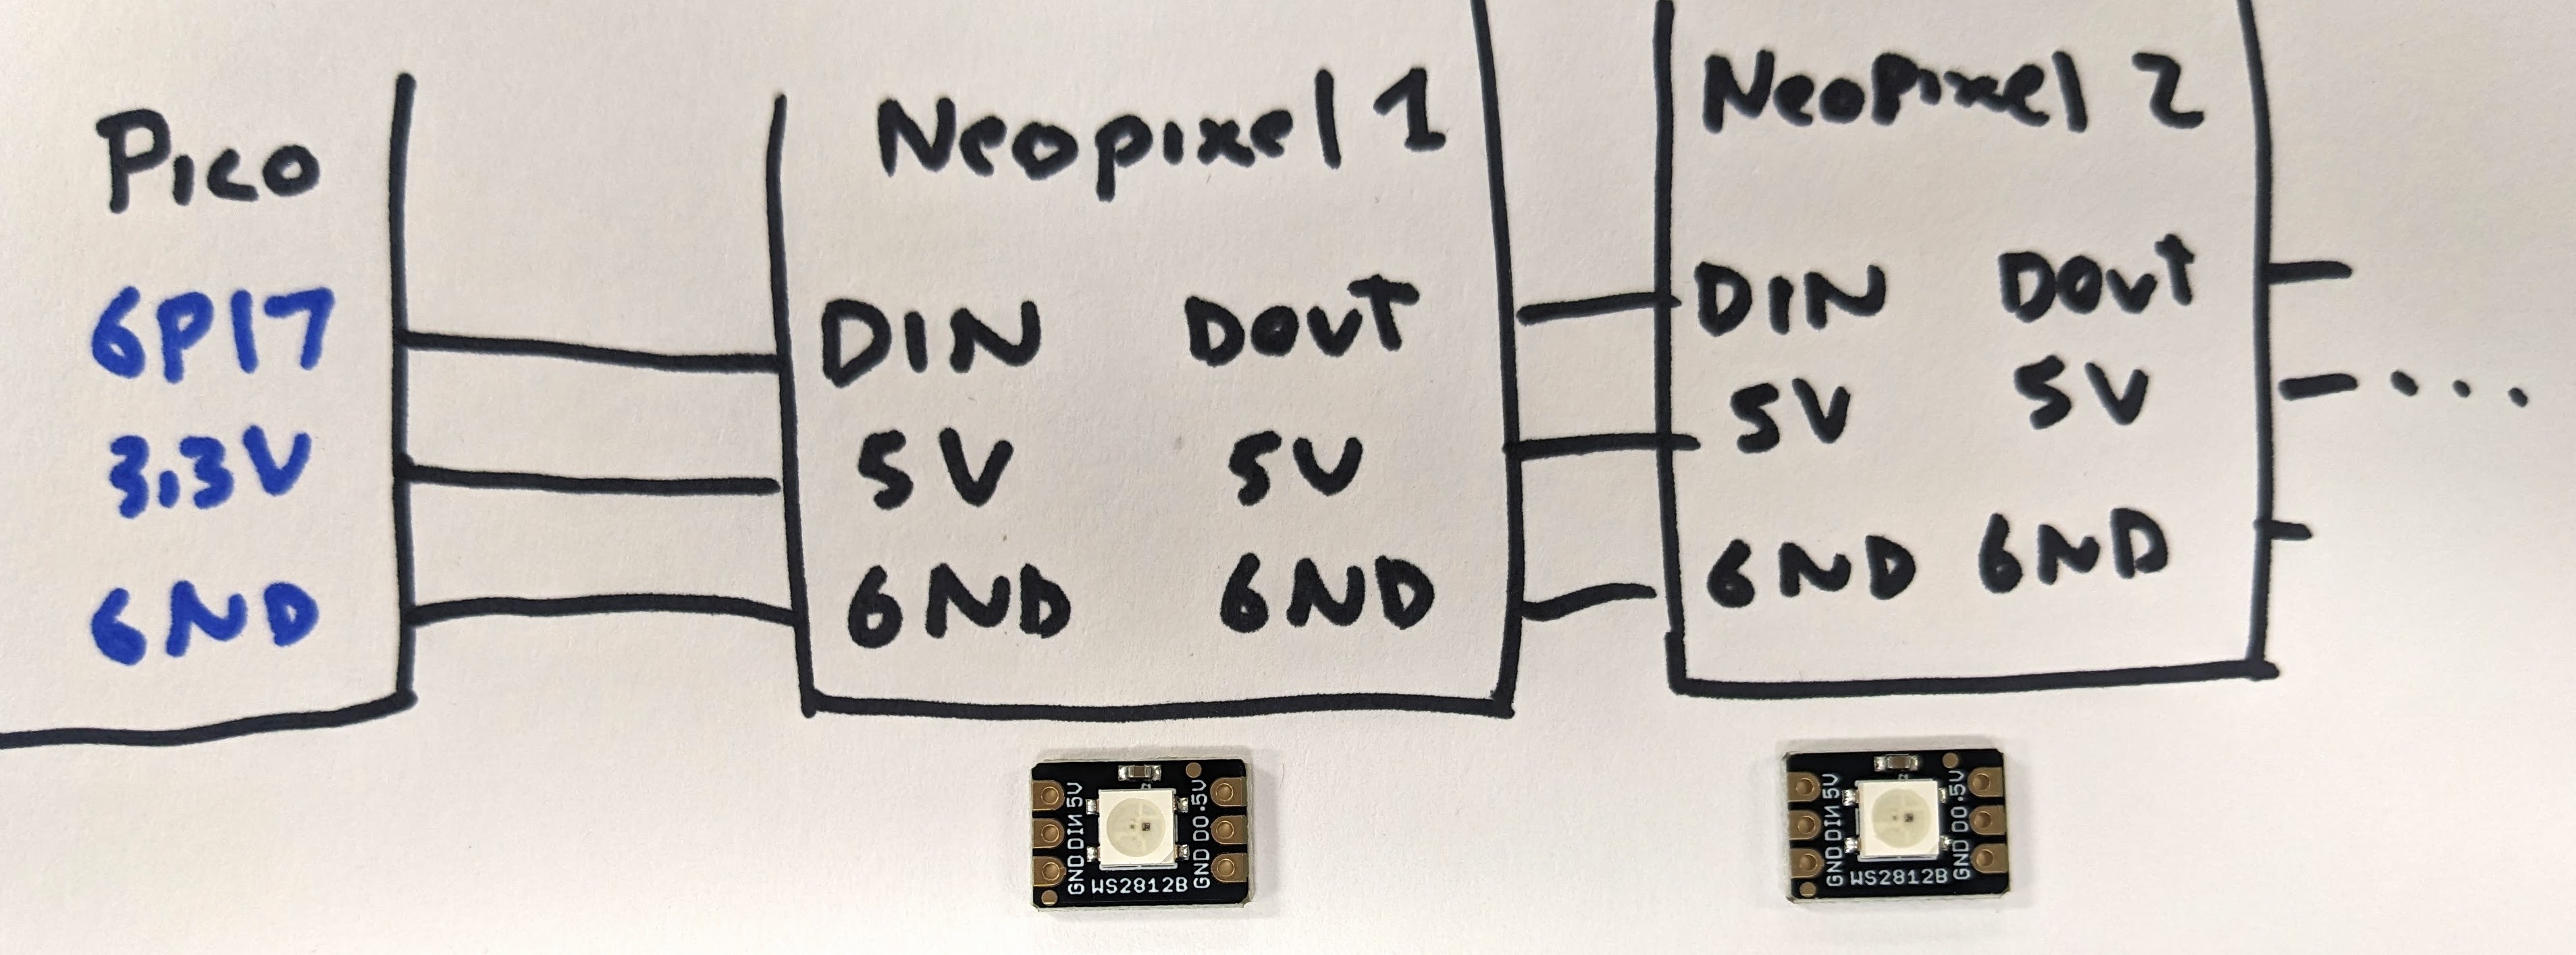 Pico
GP17
3.3V
GND
Neopixel 1
DIN DOUT
5V 5V
GND GND
Neopixel 2
DIN DOUT
5V 5V
GND GND
....
5V
DIN
GND
WS2812B
5V
DO
GND
5V
DIN
GND
WS2812B
5V
DO
GND